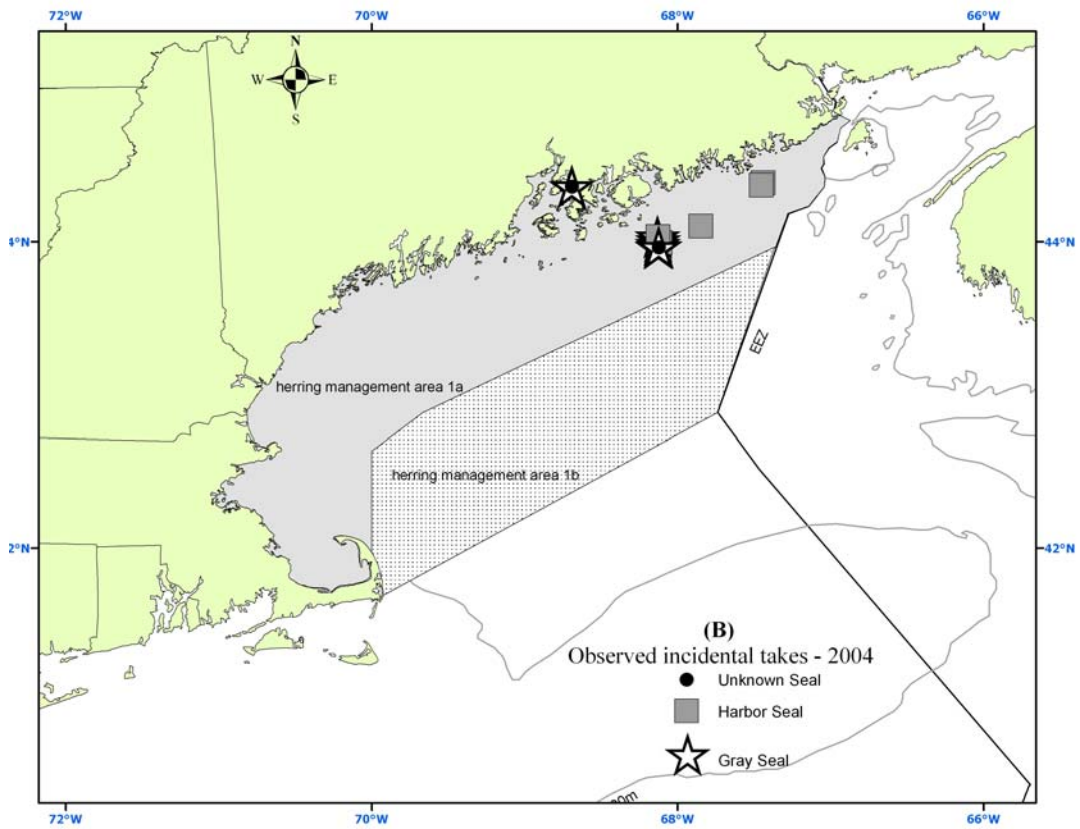 72°W 70°W 68°W 66°W
N
W E
S
4°N 44°N
EEZ
herring management area 1a
herring management area 1b
2°N 42°N
(B)
Observed incidental takes - 2004
Unknown Seal
Harbor Seal
Gray Seal
72°W 70°W 68°W 66°W